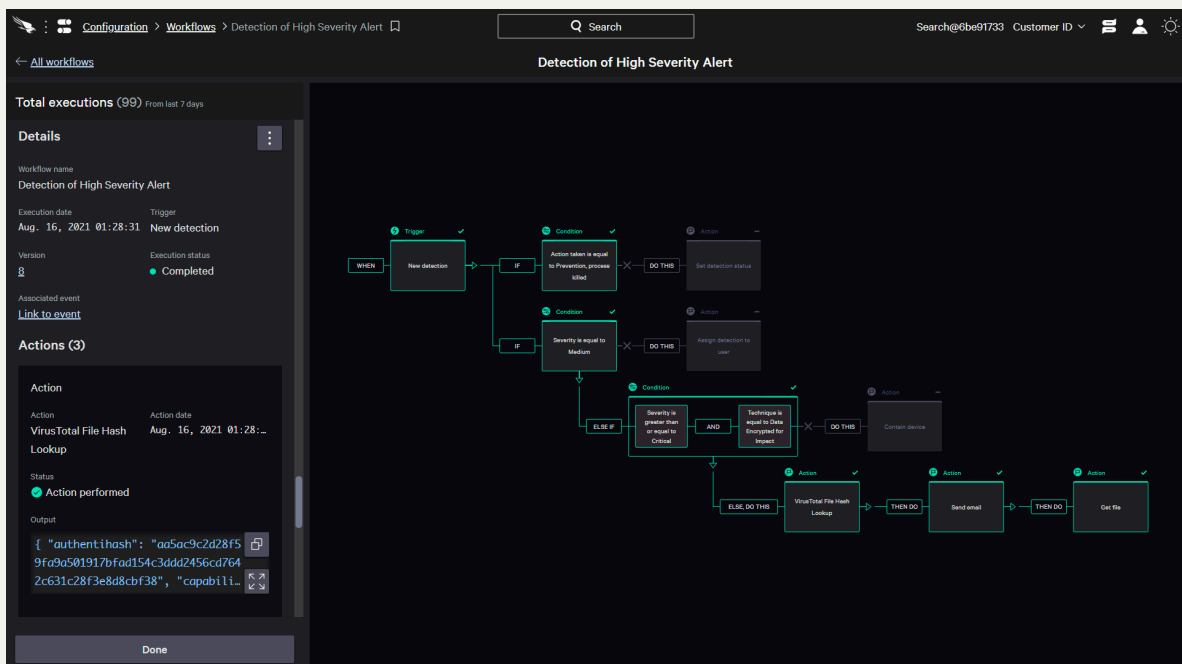 Configuration > Workflows > Detection of High Severity Alert
Search
Search@6be91733 Customer ID
All workflows
Detection of High Severity Alert
Total executions (99) From last 7 days
Details
Workflow name
Detection of High Severity Alert
Execution date
Trigger
Aug. 16, 2021 01:28:31
New detection
Version
Execution status
8
Completed
Associated event
Link to event
Actions (3)
Action
Action
Action date
VirusTotal File Hash
Lookup
Aug. 16, 2021 01:28:…
Status
Action performed
Output
{ "authentihash": "aa5ac9c2d28f5
9fa9a501917bfad154c3ddd2456cd764
2c631c28f3e8d8cbf38", "capabili…
Done
Trigger
WHEN
New detection
Condition
IF
Action taken is equal
to Prevention, process
killed
Action
DO THIS
Set detection status
Condition
IF
Severity is equal to
Medium
Action
DO THIS
Assign detection to
user
Condition
ELSE IF
Severity is
greater than
or equal to
Critical
AND
Technique is
equal to Data
Encrypted for
Impact
Action
DO THIS
Contain device
Action
ELSE, DO THIS
VirusTotal File Hash
Lookup
Action
THEN DO
Send email
Action
THEN DO
Get file